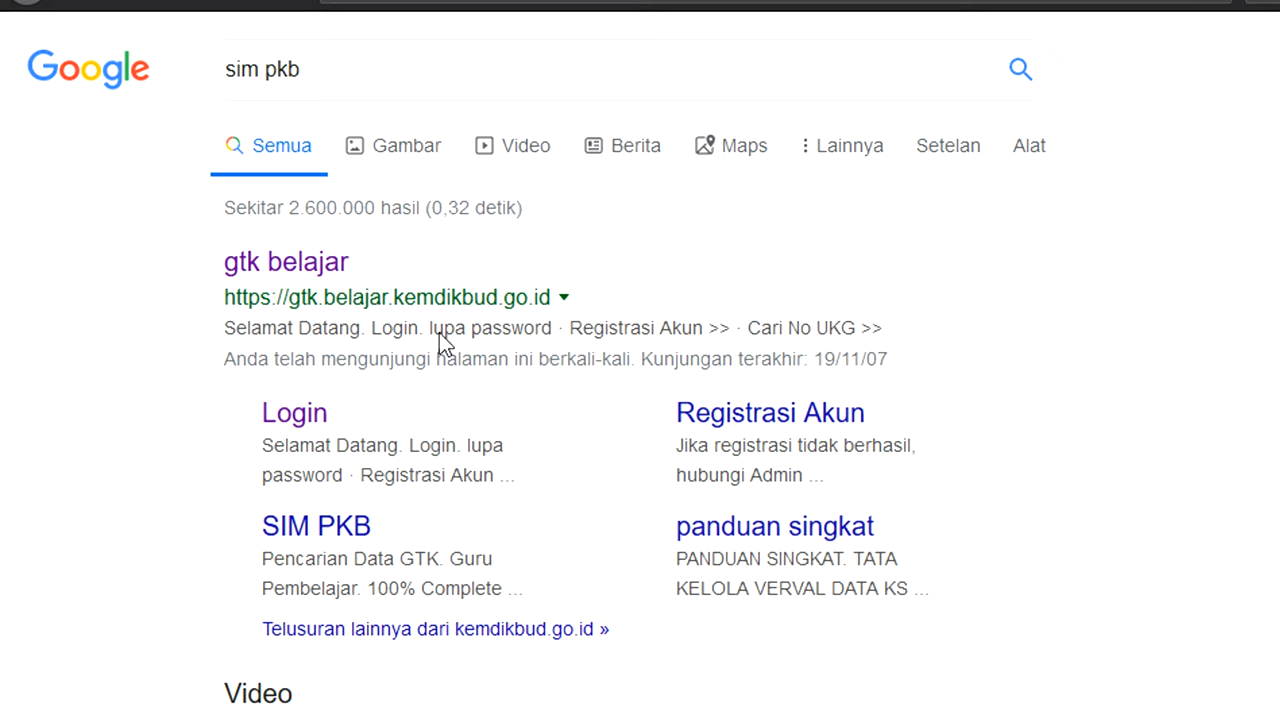 Google
sim pkb
Semua Gambar Video Berita Maps Lainnya Setelan Alat
Sekitar 2.600.000 hasil (0,32 detik)
gtk belajar
https://gtk.belajar.kemdikbud.go.id
Selamat Datang. Login. lupa password · Registrasi Akun >> · Cari No UKG >>
Anda telah mengunjungi halaman ini berkali-kali. Kunjungan terakhir: 19/11/07
Login
Selamat Datang. Login. lupa
password · Registrasi Akun ...
Registrasi Akun
Jika registrasi tidak berhasil,
hubungi Admin ...
SIM PKB
Pencarian Data GTK. Guru
Pembelajar. 100% Complete ...
panduan singkat
PANDUAN SINGKAT. TATA
KELOLA VERVAL DATA KS ...
Telusuran lainnya dari kemdikbud.go.id »
Video